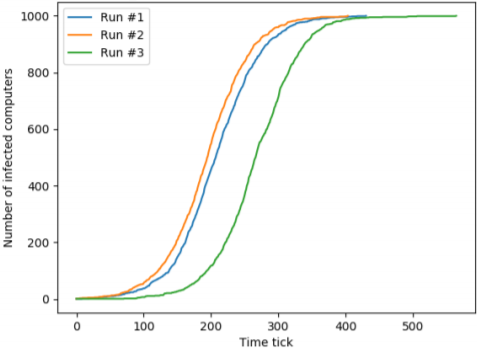 1000
800
600
400
200
0
Number of infected computers
Run #1
Run #2
Run #3
0 100 200 300 400 500
Time tick